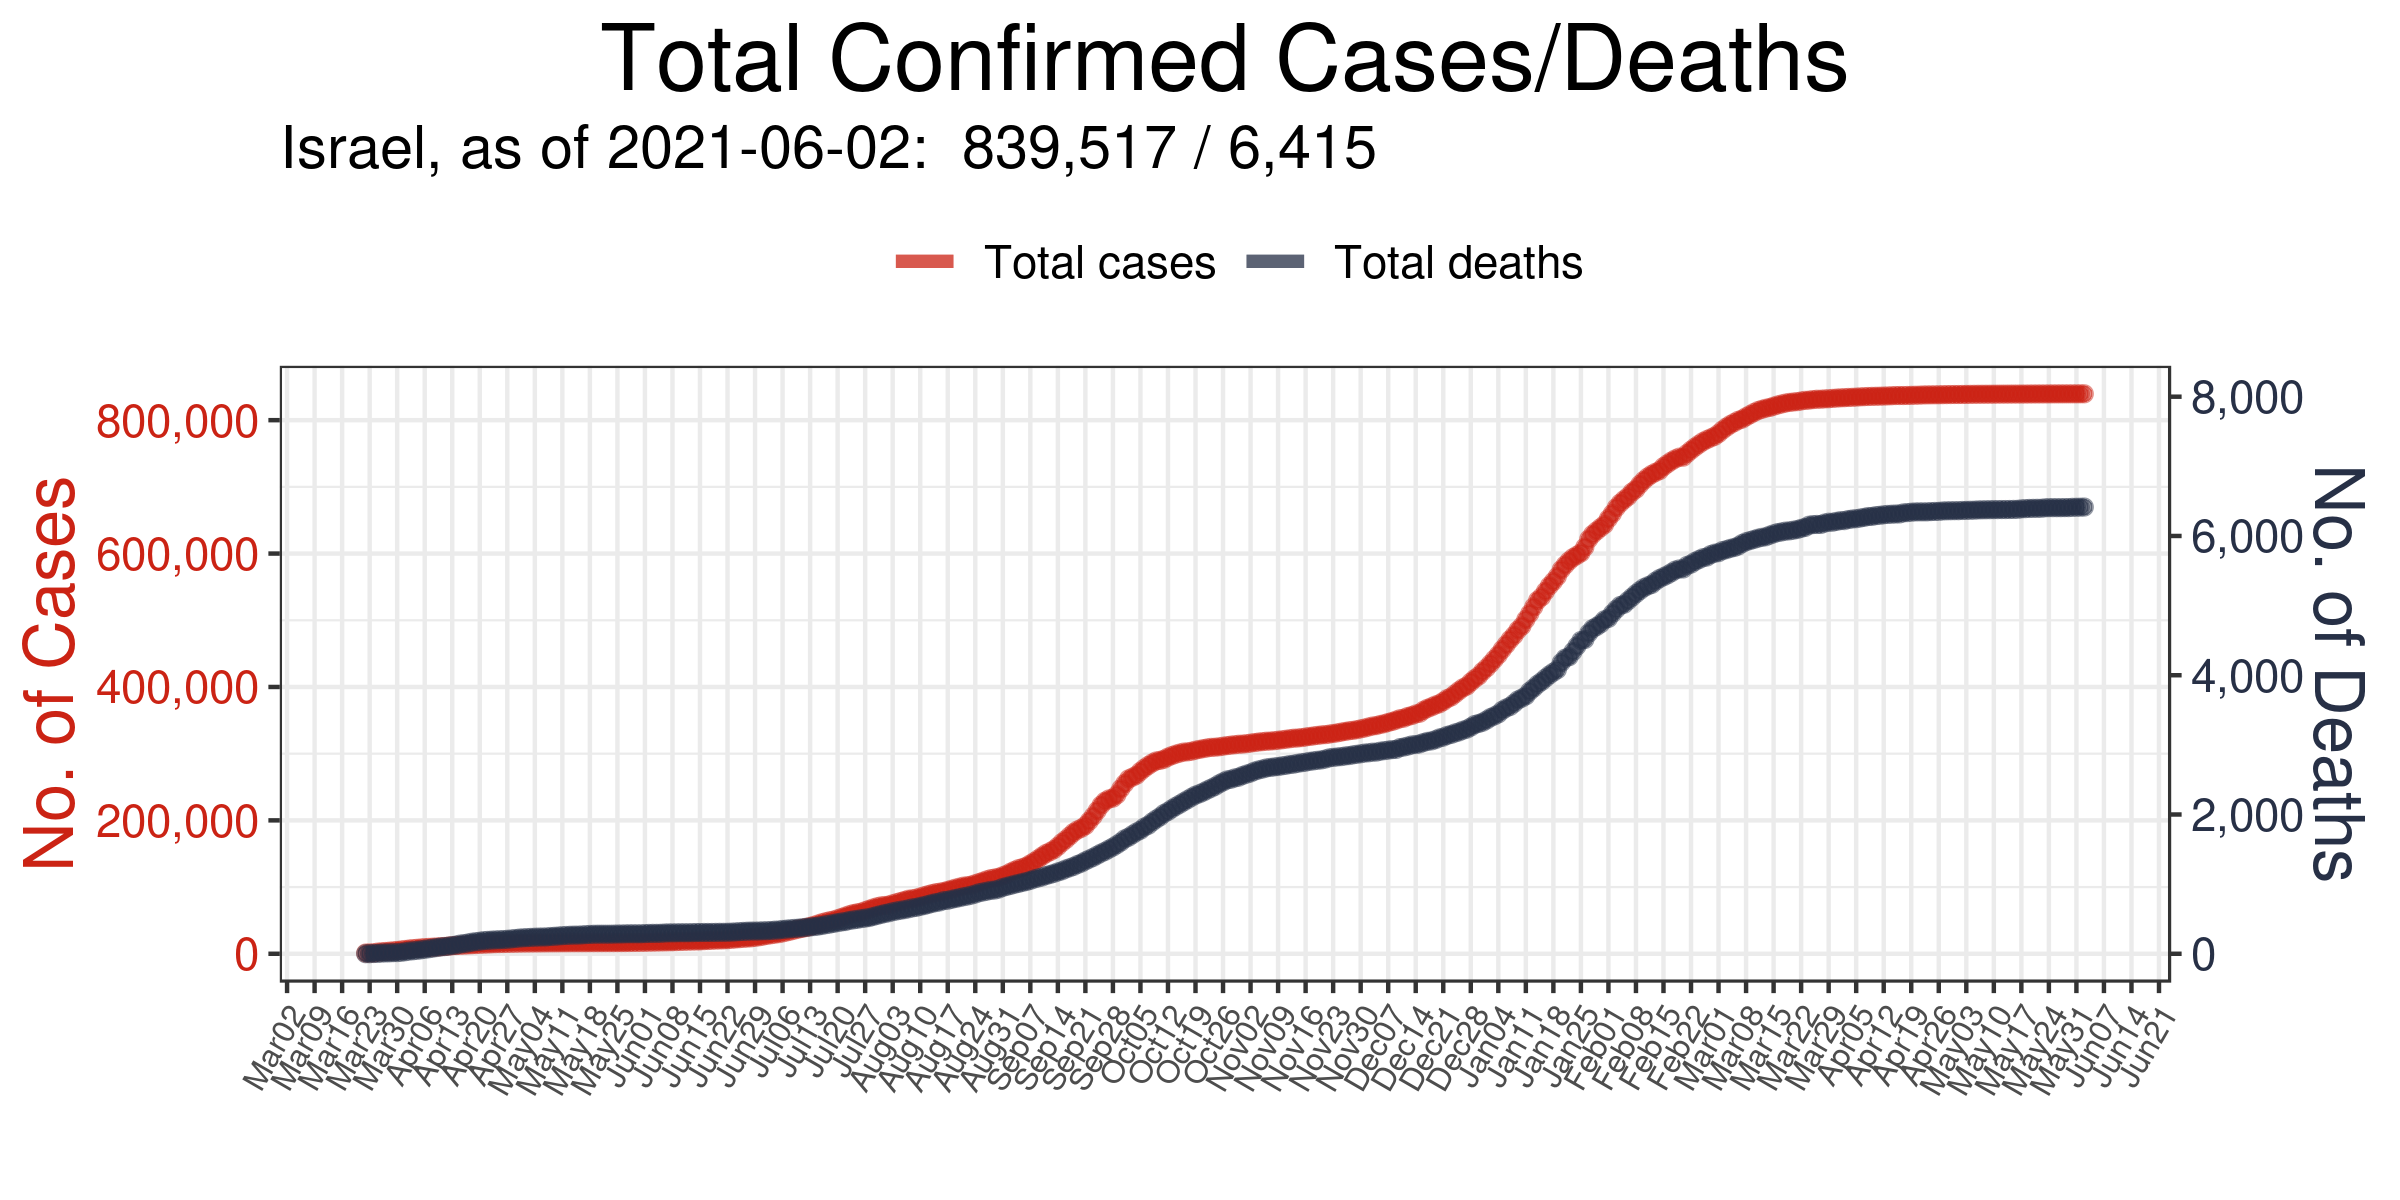 Total Confirmed Cases/Deaths
Israel, as of 2021-06-02:  839,517 / 6,415
Total cases
Total deaths
No. of Cases
800,000
600,000
400,000
200,000
0
8,000
6,000
4,000
2,000
0
No. of Deaths
Mar02
Mar09
Mar16
Mar23
Mar30
Apr06
Apr13
Apr20
Apr27
May04
May11
May18
May25
Jun01
Jun08
Jun15
Jun22
Jun29
Jul06
Jul13
Jul20
Jul27
Aug03
Aug10
Aug17
Aug24
Aug31
Sep07
Sep14
Sep21
Sep28
Oct05
Oct12
Oct19
Oct26
Nov02
Nov09
Nov16
Nov23
Nov30
Dec07
Dec14
Dec21
Dec28
Jan04
Jan11
Jan18
Jan25
Feb01
Feb08
Feb15
Feb22
Mar01
Mar08
Mar15
Mar22
Mar29
Apr05
Apr12
Apr19
Apr26
May03
May10
May17
May24
May31
Jun07
Jun14
Jun21